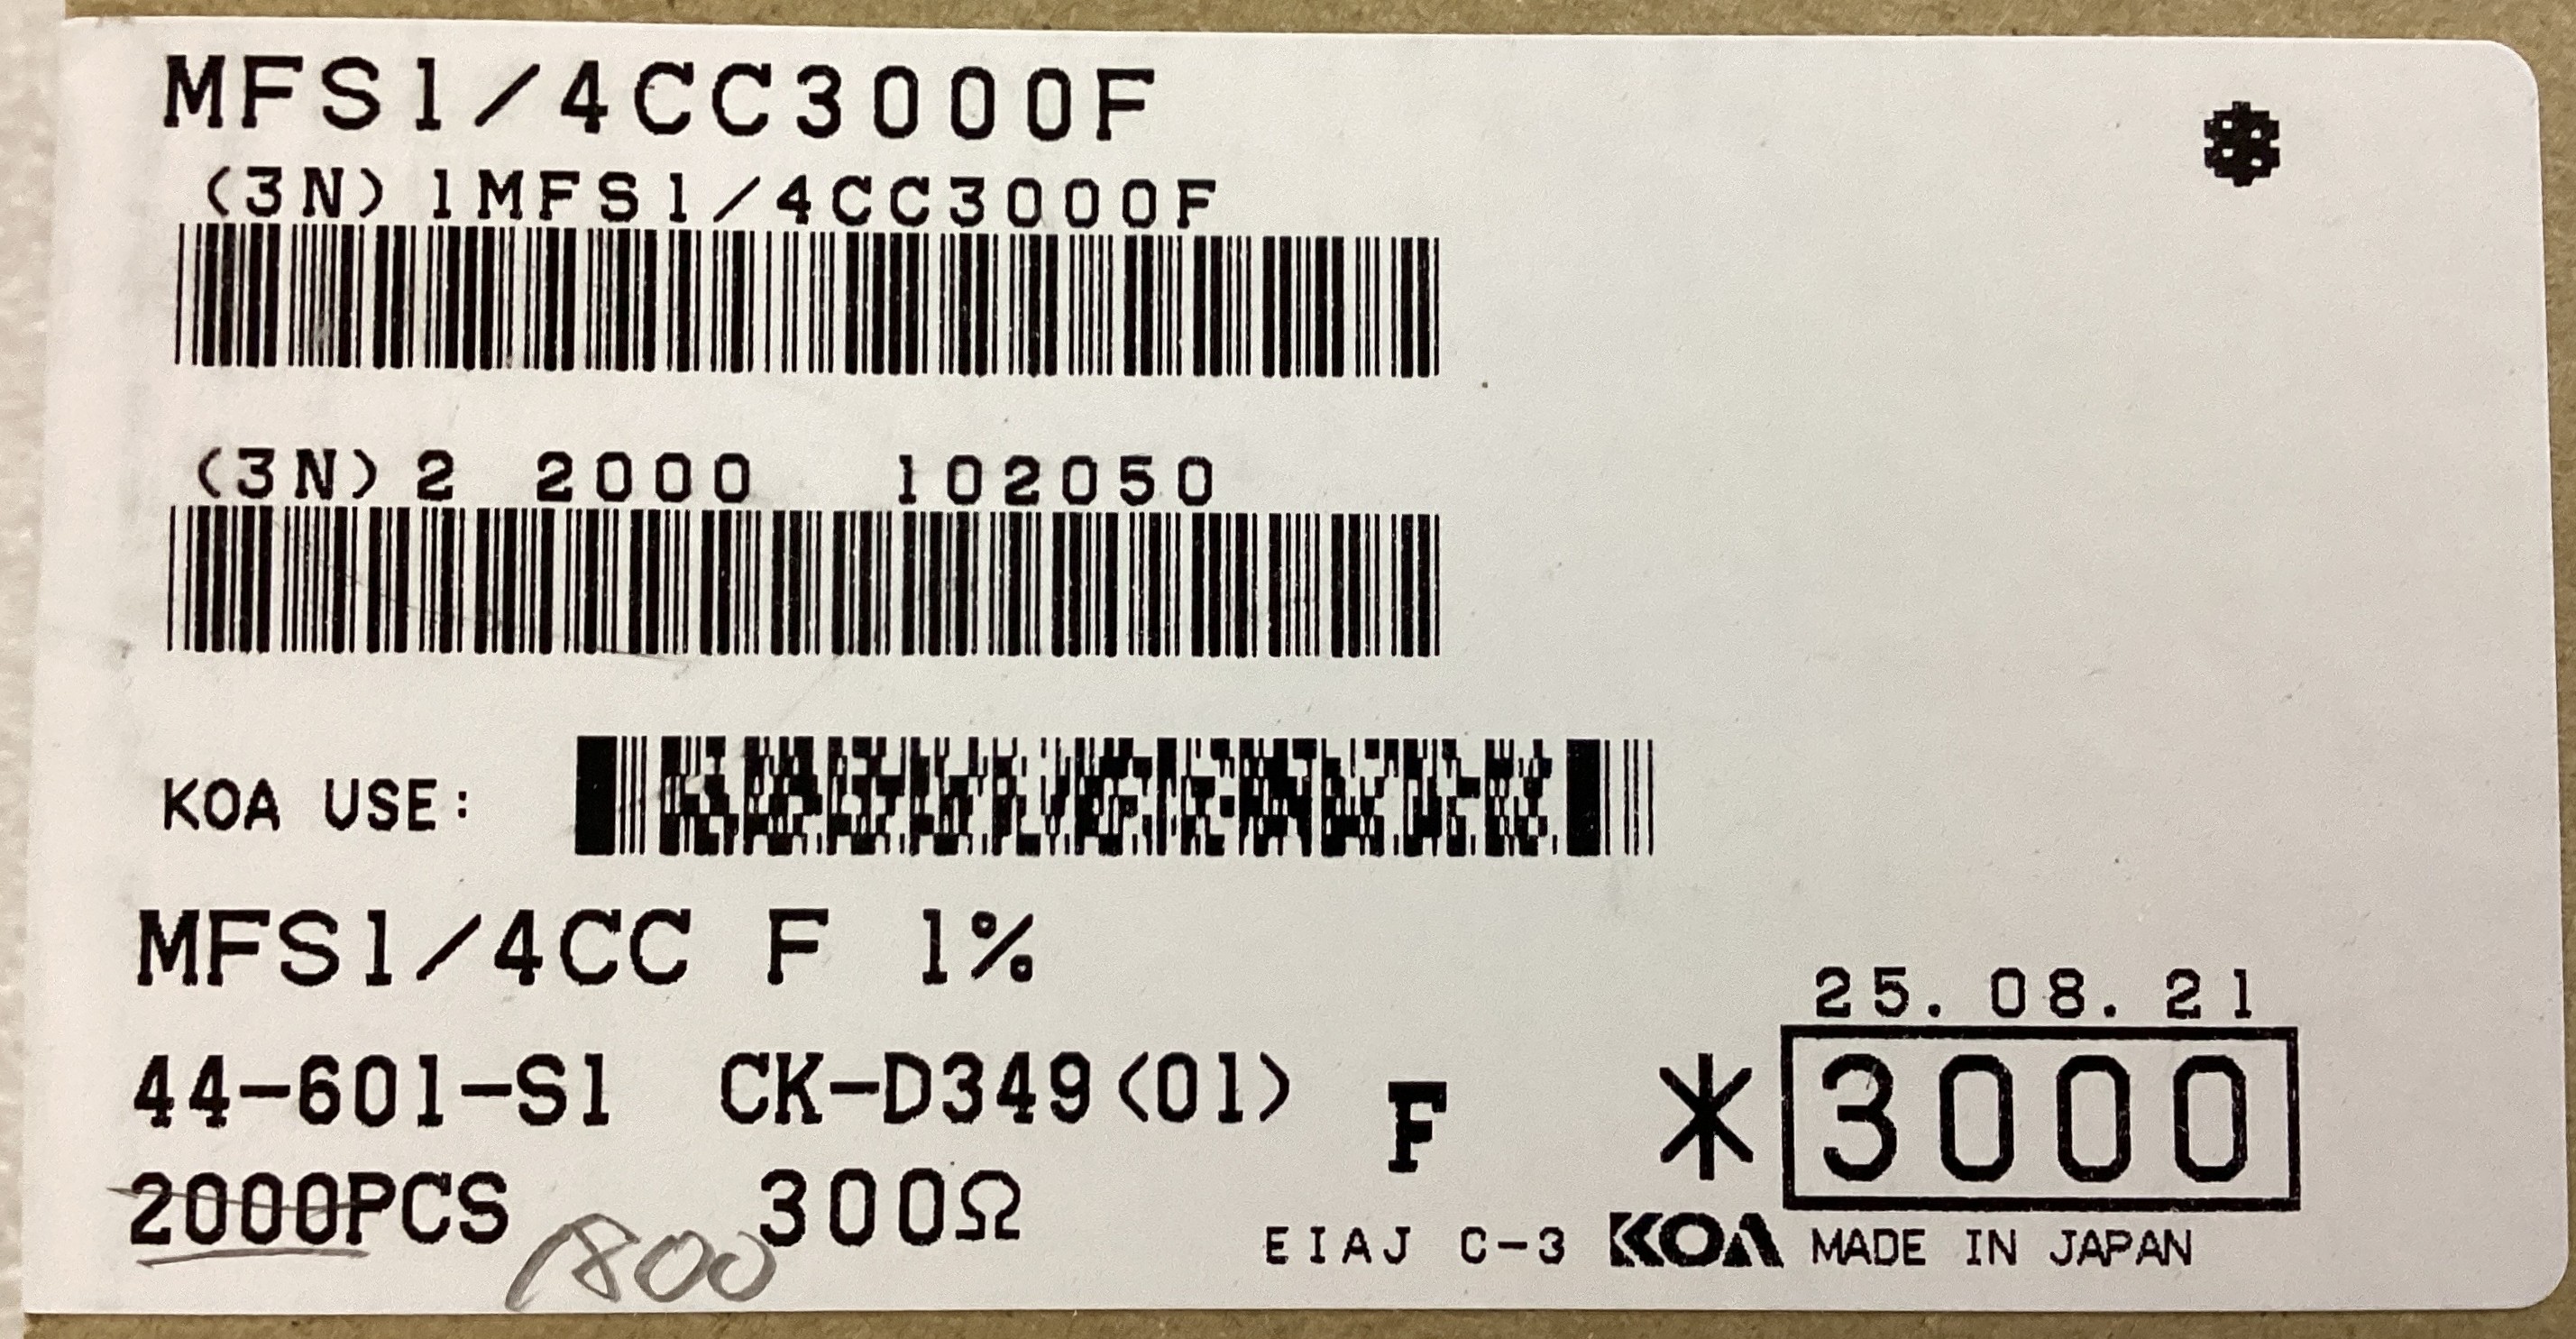 MFS1/4CC3000F
(3N)1MFS1/4CC3000F
(3N)2 2000 102050
KOA USE:
MFS1/4CC F 1%
25.08.21
44-601-S1 CK-D349(01) F *3000
2000PCS 1800 300Ω
EIAJ C-3 KOA MADE IN JAPAN